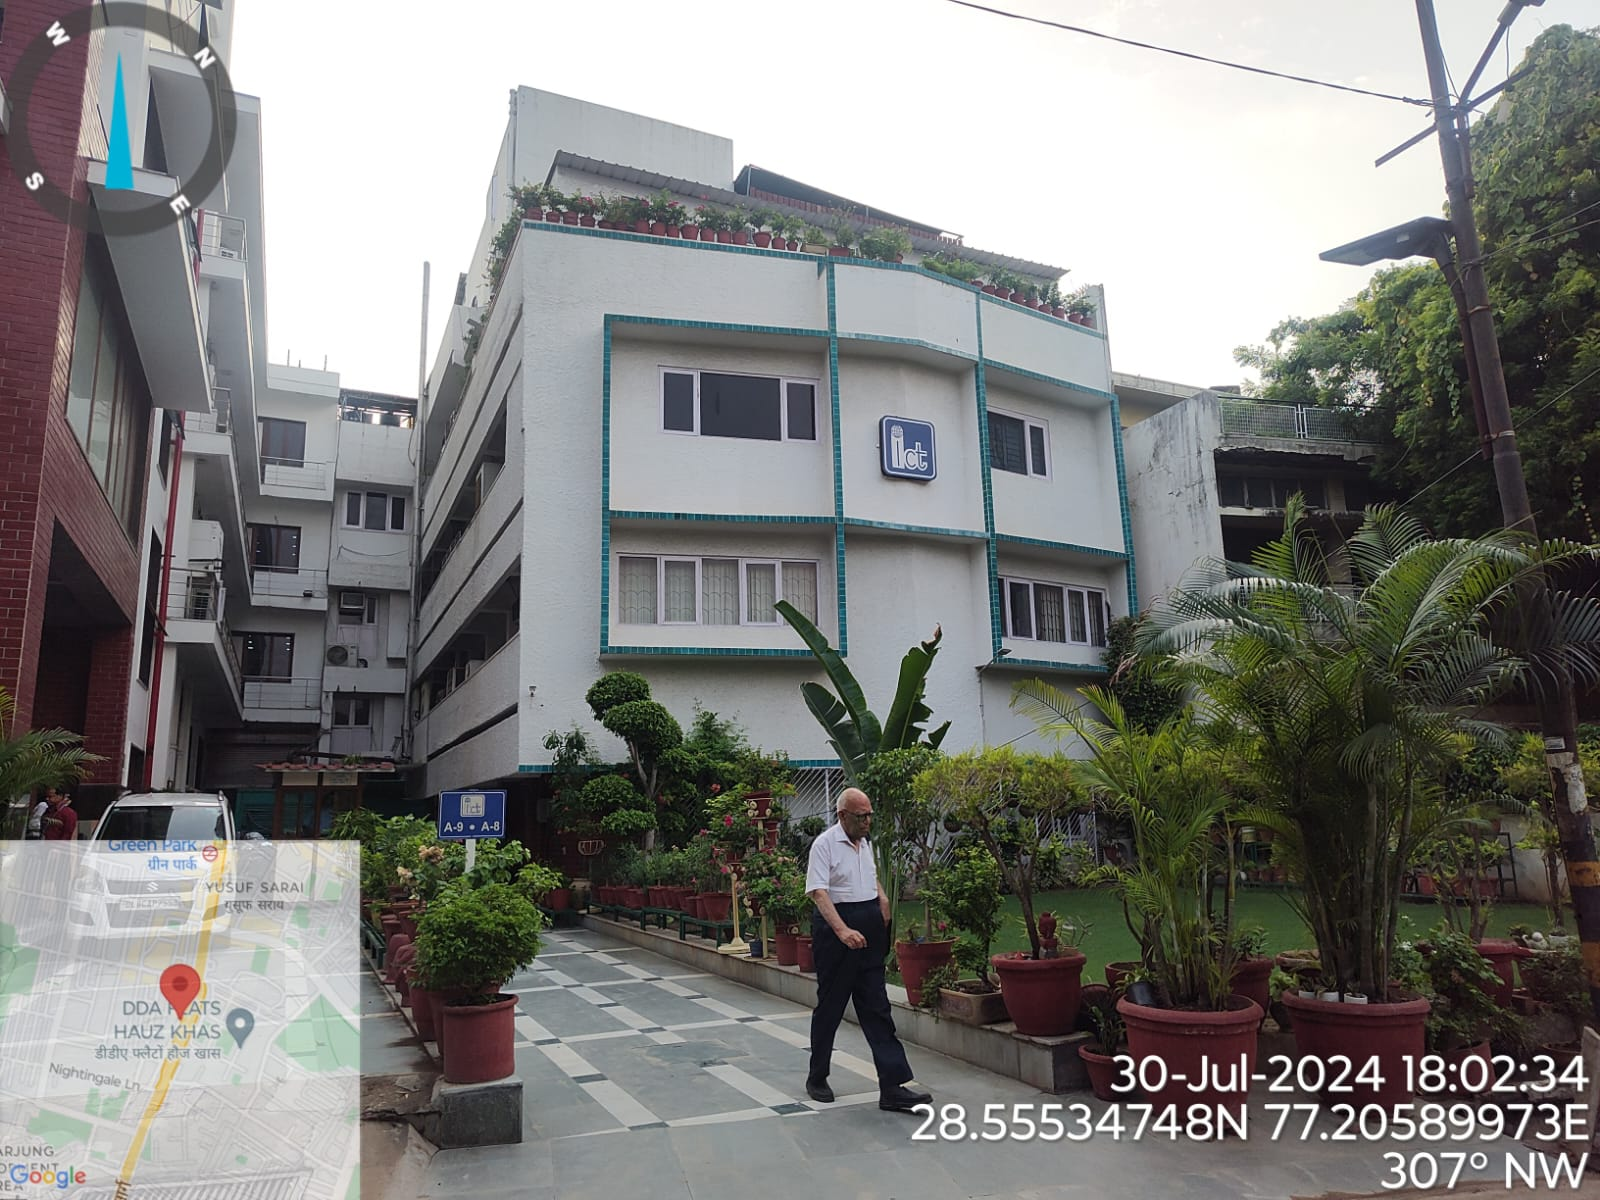 W
N
S
E
ict
ict
A-9 • A-8
Green Park
ग्रीन पार्क
YUSUF SARAI
युसूफ सराय
DDA FLATS
HAUZ KHAS
डीडीए फ्लैटों हौज खास
Nightingale Ln
Google
30-Jul-2024 18:02:34
28.55534748N 77.20589973E
307° NW